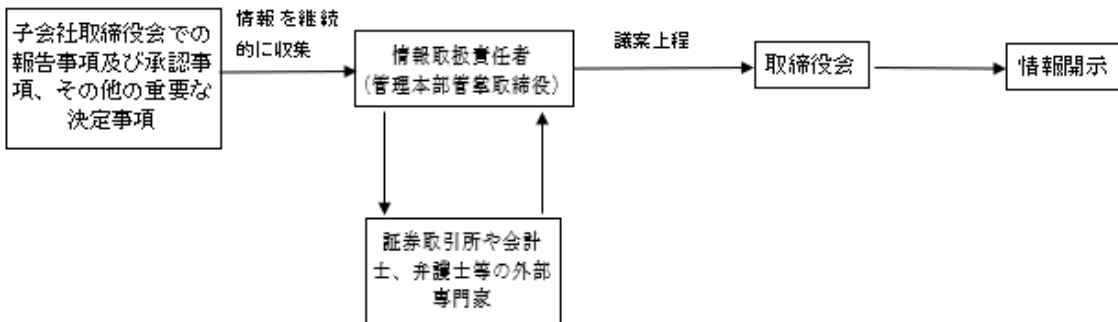 子会社取締役会での
報告事項及び承認事
項、その他の重要な
決定事項
情報を継続
的に収集
情報取扱責任者
(管理本部管掌取締役)
議案上程
取締役会
情報開示
証券取引所や会計
士、弁護士等の外部
専門家